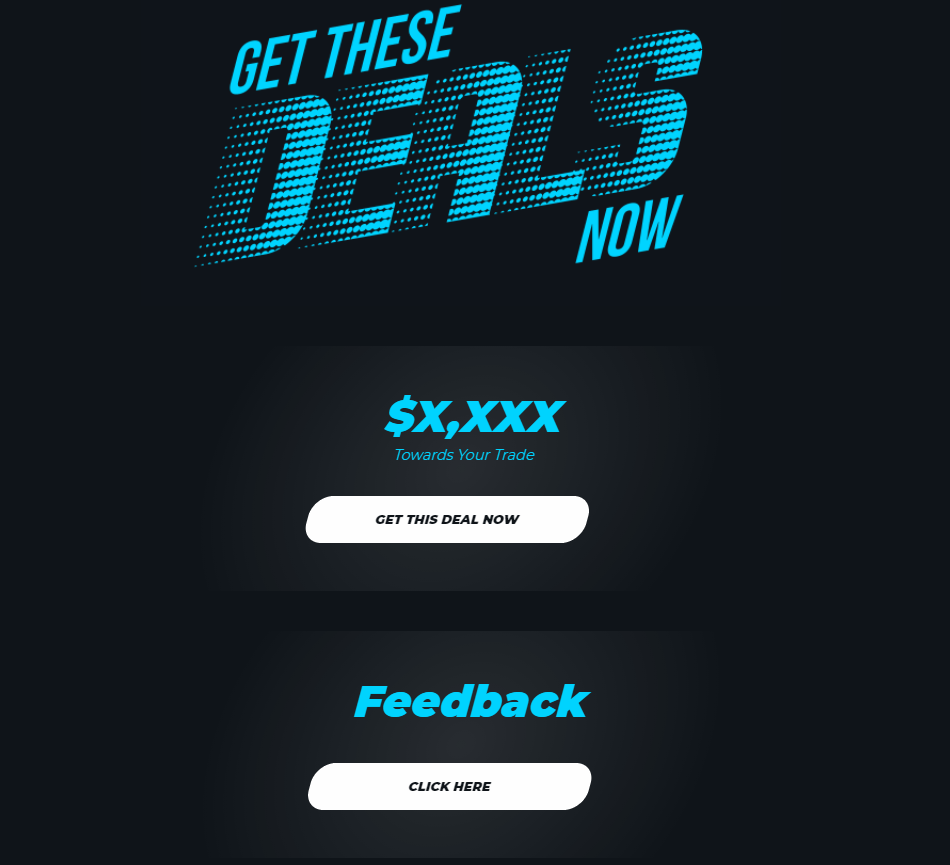 GET THESE
DEALS
NOW
$X,XXX
Towards Your Trade
GET THIS DEAL NOW
Feedback
CLICK HERE